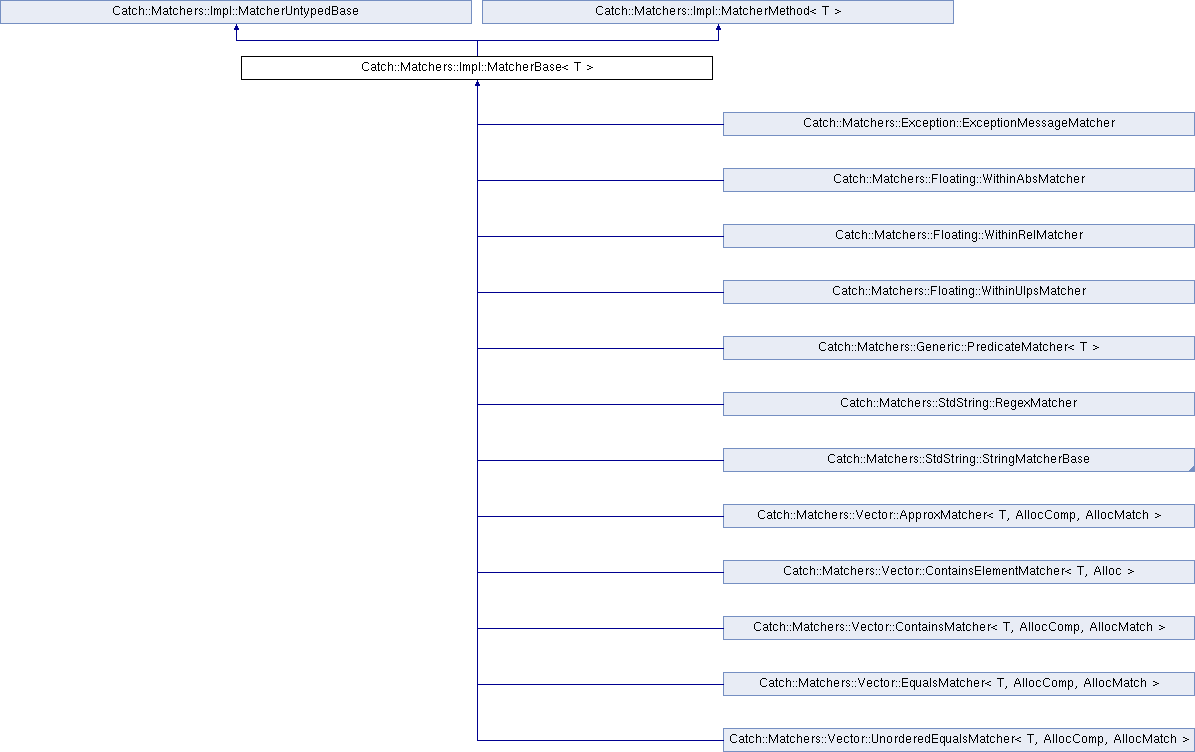 Catch::Matchers::Impl::MatcherUntypedBase
Catch::Matchers::Impl::MatcherMethod< T >
Catch::Matchers::Impl::MatcherBase< T >
Catch::Matchers::Exception::ExceptionMessageMatcher
Catch::Matchers::Floating::WithinAbsMatcher
Catch::Matchers::Floating::WithinRelMatcher
Catch::Matchers::Floating::WithinUlpsMatcher
Catch::Matchers::Generic::PredicateMatcher< T >
Catch::Matchers::StdString::RegexMatcher
Catch::Matchers::StdString::StringMatcherBase
Catch::Matchers::Vector::ApproxMatcher< T, AllocComp, AllocMatch >
Catch::Matchers::Vector::ContainsElementMatcher< T, Alloc >
Catch::Matchers::Vector::ContainsMatcher< T, AllocComp, AllocMatch >
Catch::Matchers::Vector::EqualsMatcher< T, AllocComp, AllocMatch >
Catch::Matchers::Vector::UnorderedEqualsMatcher< T, AllocComp, AllocMatch >